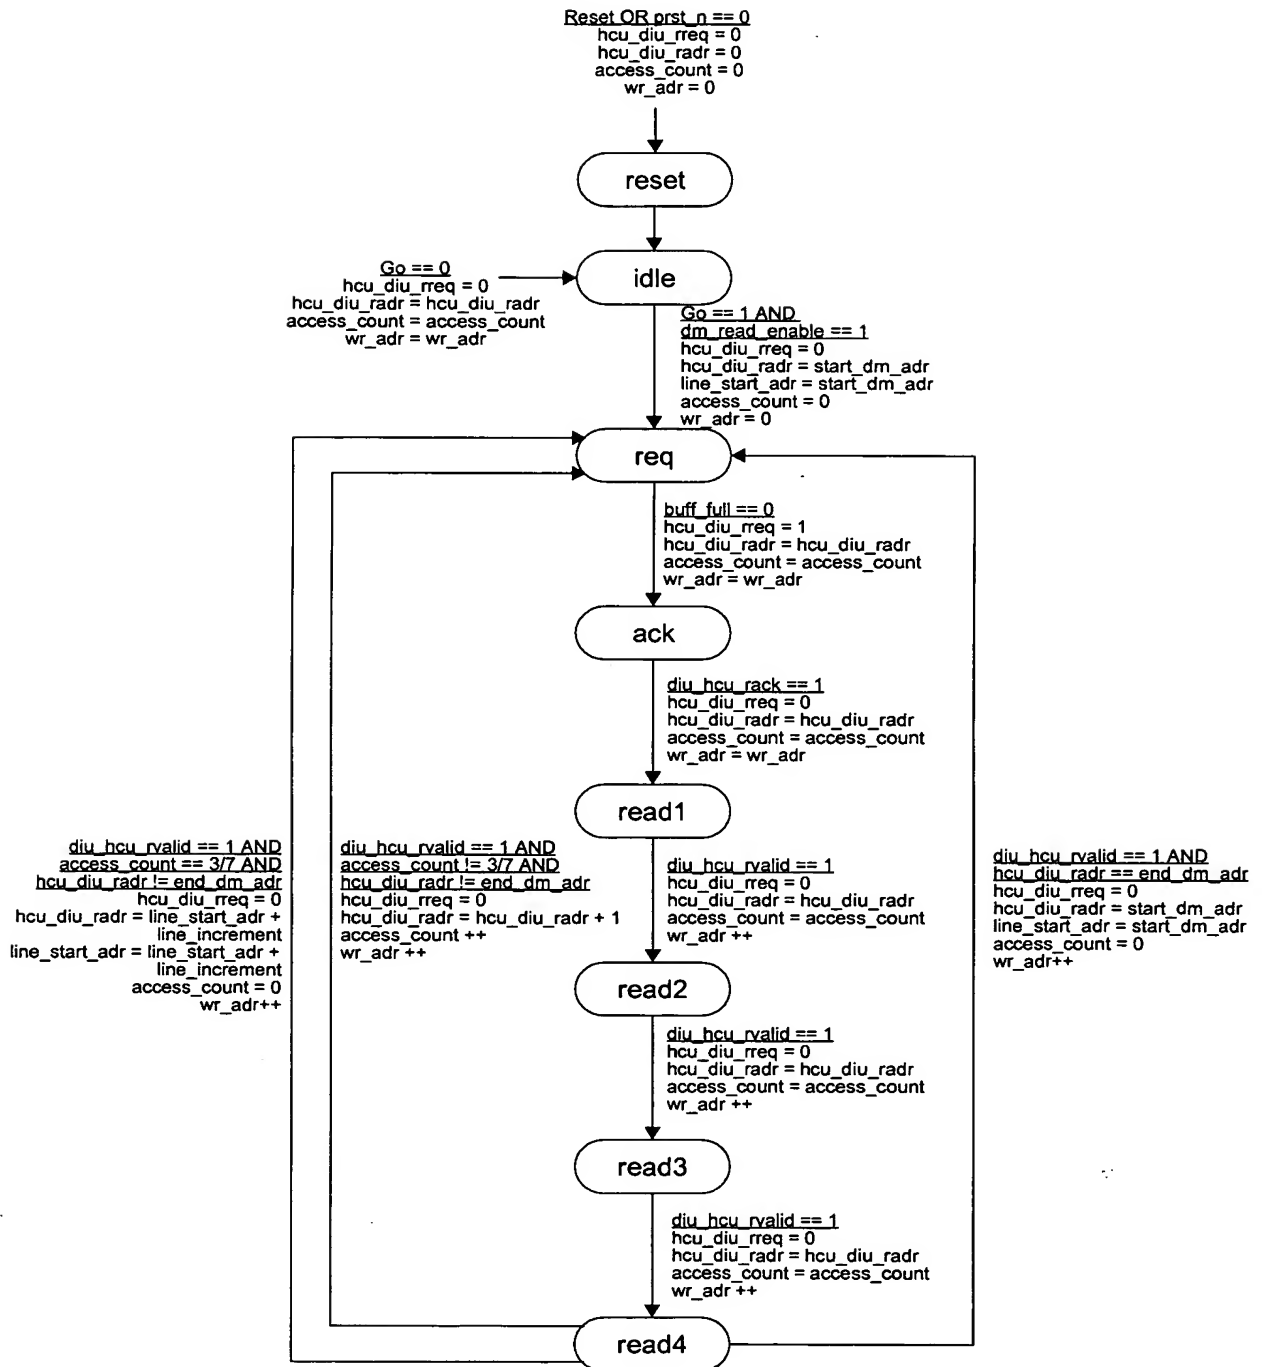 Reset OR prst_n == 0
hcu_diu_rreq = 0
hcu_diu_radr = 0
access_count = 0
wr_adr = 0
reset
idle
Go == 0
hcu_diu_rreq = 0
hcu_diu_radr = hcu_diu_radr
access_count = access_count
wr_adr = wr_adr
Go == 1 AND
dm_read_enable == 1
hcu_diu_rreq = 0
hcu_diu_radr = start_dm_adr
line_start_adr = start_dm_adr
access_count = 0
wr_adr = 0
req
buff_full == 0
hcu_diu_rreq = 1
hcu_diu_radr = hcu_diu_radr
access_count = access_count
wr_adr = wr_adr
ack
diu_hcu_rack == 1
hcu_diu_rreq = 0
hcu_diu_radr = hcu_diu_radr
access_count = access_count
wr_adr = wr_adr
read1
diu_hcu_rvalid == 1 AND
access_count == 3/7 AND
hcu_diu_radr != end_dm_adr
hcu_diu_rreq = 0
hcu_diu_radr = line_start_adr +
line_increment
line_start_adr = line_start_adr +
line_increment
access_count = 0
wr_adr++
diu_hcu_rvalid == 1 AND
access_count != 3/7 AND
hcu_diu_radr != end_dm_adr
hcu_diu_rreq = 0
hcu_diu_radr = hcu_diu_radr + 1
access_count ++
wr_adr ++
diu_hcu_rvalid == 1
hcu_diu_rreq = 0
hcu_diu_radr = hcu_diu_radr
access_count = access_count
wr_adr ++
diu_hcu_rvalid == 1 AND
hcu_diu_radr == end_dm_adr
hcu_diu_rreq = 0
hcu_diu_radr = start_dm_adr
line_start_adr = start_dm_adr
access_count = 0
wr_adr++
read2
diu_hcu_rvalid == 1
hcu_diu_rreq = 0
hcu_diu_radr = hcu_diu_radr
access_count = access_count
wr_adr ++
read3
diu_hcu_rvalid == 1
hcu_diu_rreq = 0
hcu_diu_radr = hcu_diu_radr
access_count = access_count
wr_adr ++
read4